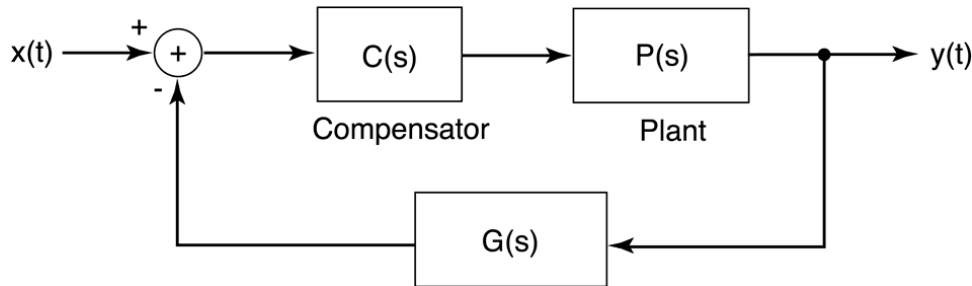 +
x(t) + C(s) P(s) y(t)
-
Compensator Plant
G(s)